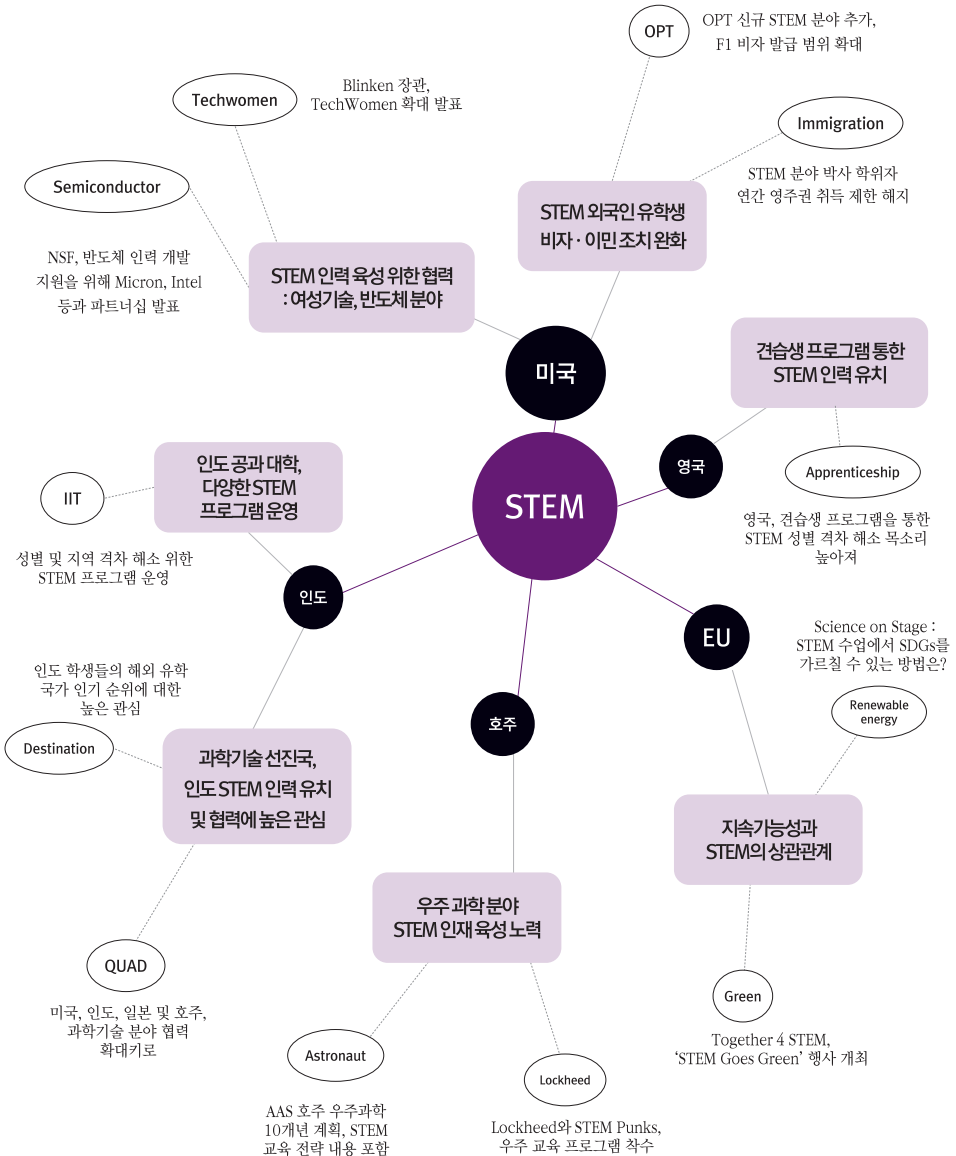 OPT
OPT 신규 STEM 분야 추가,
F1 비자 발급 범위 확대
Techwomen
Blinken 장관,
TechWomen 확대 발표
Immigration
STEM 분야 박사 학위자
연간 영주권 취득 제한 해지
Semiconductor
NSF, 반도체 인력 개발
지원을 위해 Micron, Intel
등과 파트너십 발표
STEM 외국인 유학생
비자 · 이민 조치 완화
STEM 인력 육성 위한 협력
: 여성기술, 반도체 분야
미국
견습생 프로그램 통한
STEM 인력 유치
영국
Apprenticeship
영국, 견습생 프로그램을 통한
STEM 성별 격차 해소 목소리
높아져
STEM
인도 공과 대학,
다양한 STEM
프로그램 운영
IIT
성별 및 지역 격차 해소 위한
STEM 프로그램 운영
인도
EU
Science on Stage :
STEM 수업에서 SDGs를
가르칠 수 있는 방법은?
Renewable
energy
인도 학생들의 해외 유학
국가 인기 순위에 대한
높은 관심
Destination
과학기술 선진국,
인도 STEM 인력 유치
및 협력에 높은 관심
호주
지속가능성과
STEM의 상관관계
우주 과학 분야
STEM 인재 육성 노력
QUAD
미국, 인도, 일본 및 호주,
과학기술 분야 협력
확대키로
Green
Together 4 STEM,
‘STEM Goes Green’ 행사 개최
Astronaut
AAS 호주 우주과학
10개년 계획, STEM
교육 전략 내용 포함
Lockheed
Lockheed와 STEM Punks,
우주 교육 프로그램 착수